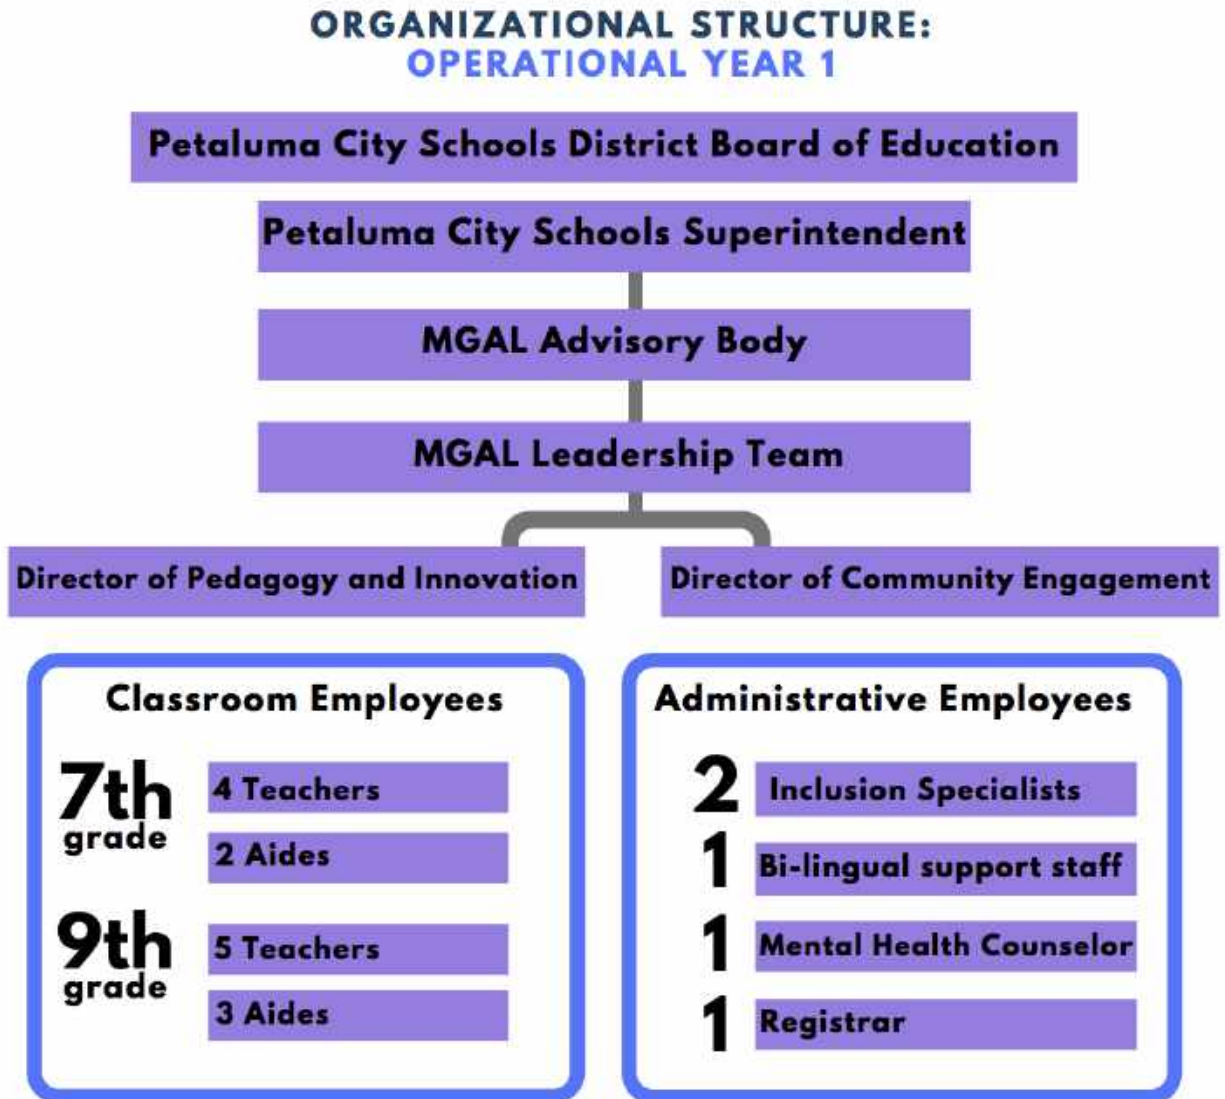 ORGANIZATIONAL STRUCTURE:
OPERATIONAL YEAR 1
Petaluma City Schools District Board of Education
Petaluma City Schools Superintendent
MGAL Advisory Body
MGAL Leadership Team
Director of Pedagogy and Innovation
Director of Community Engagement
Classroom Employees
7th
grade
4 Teachers
2 Aides
9th
grade
5 Teachers
3 Aides
Administrative Employees
2 Inclusion Specialists
1 Bi-lingual support staff
1 Mental Health Counselor
1 Registrar